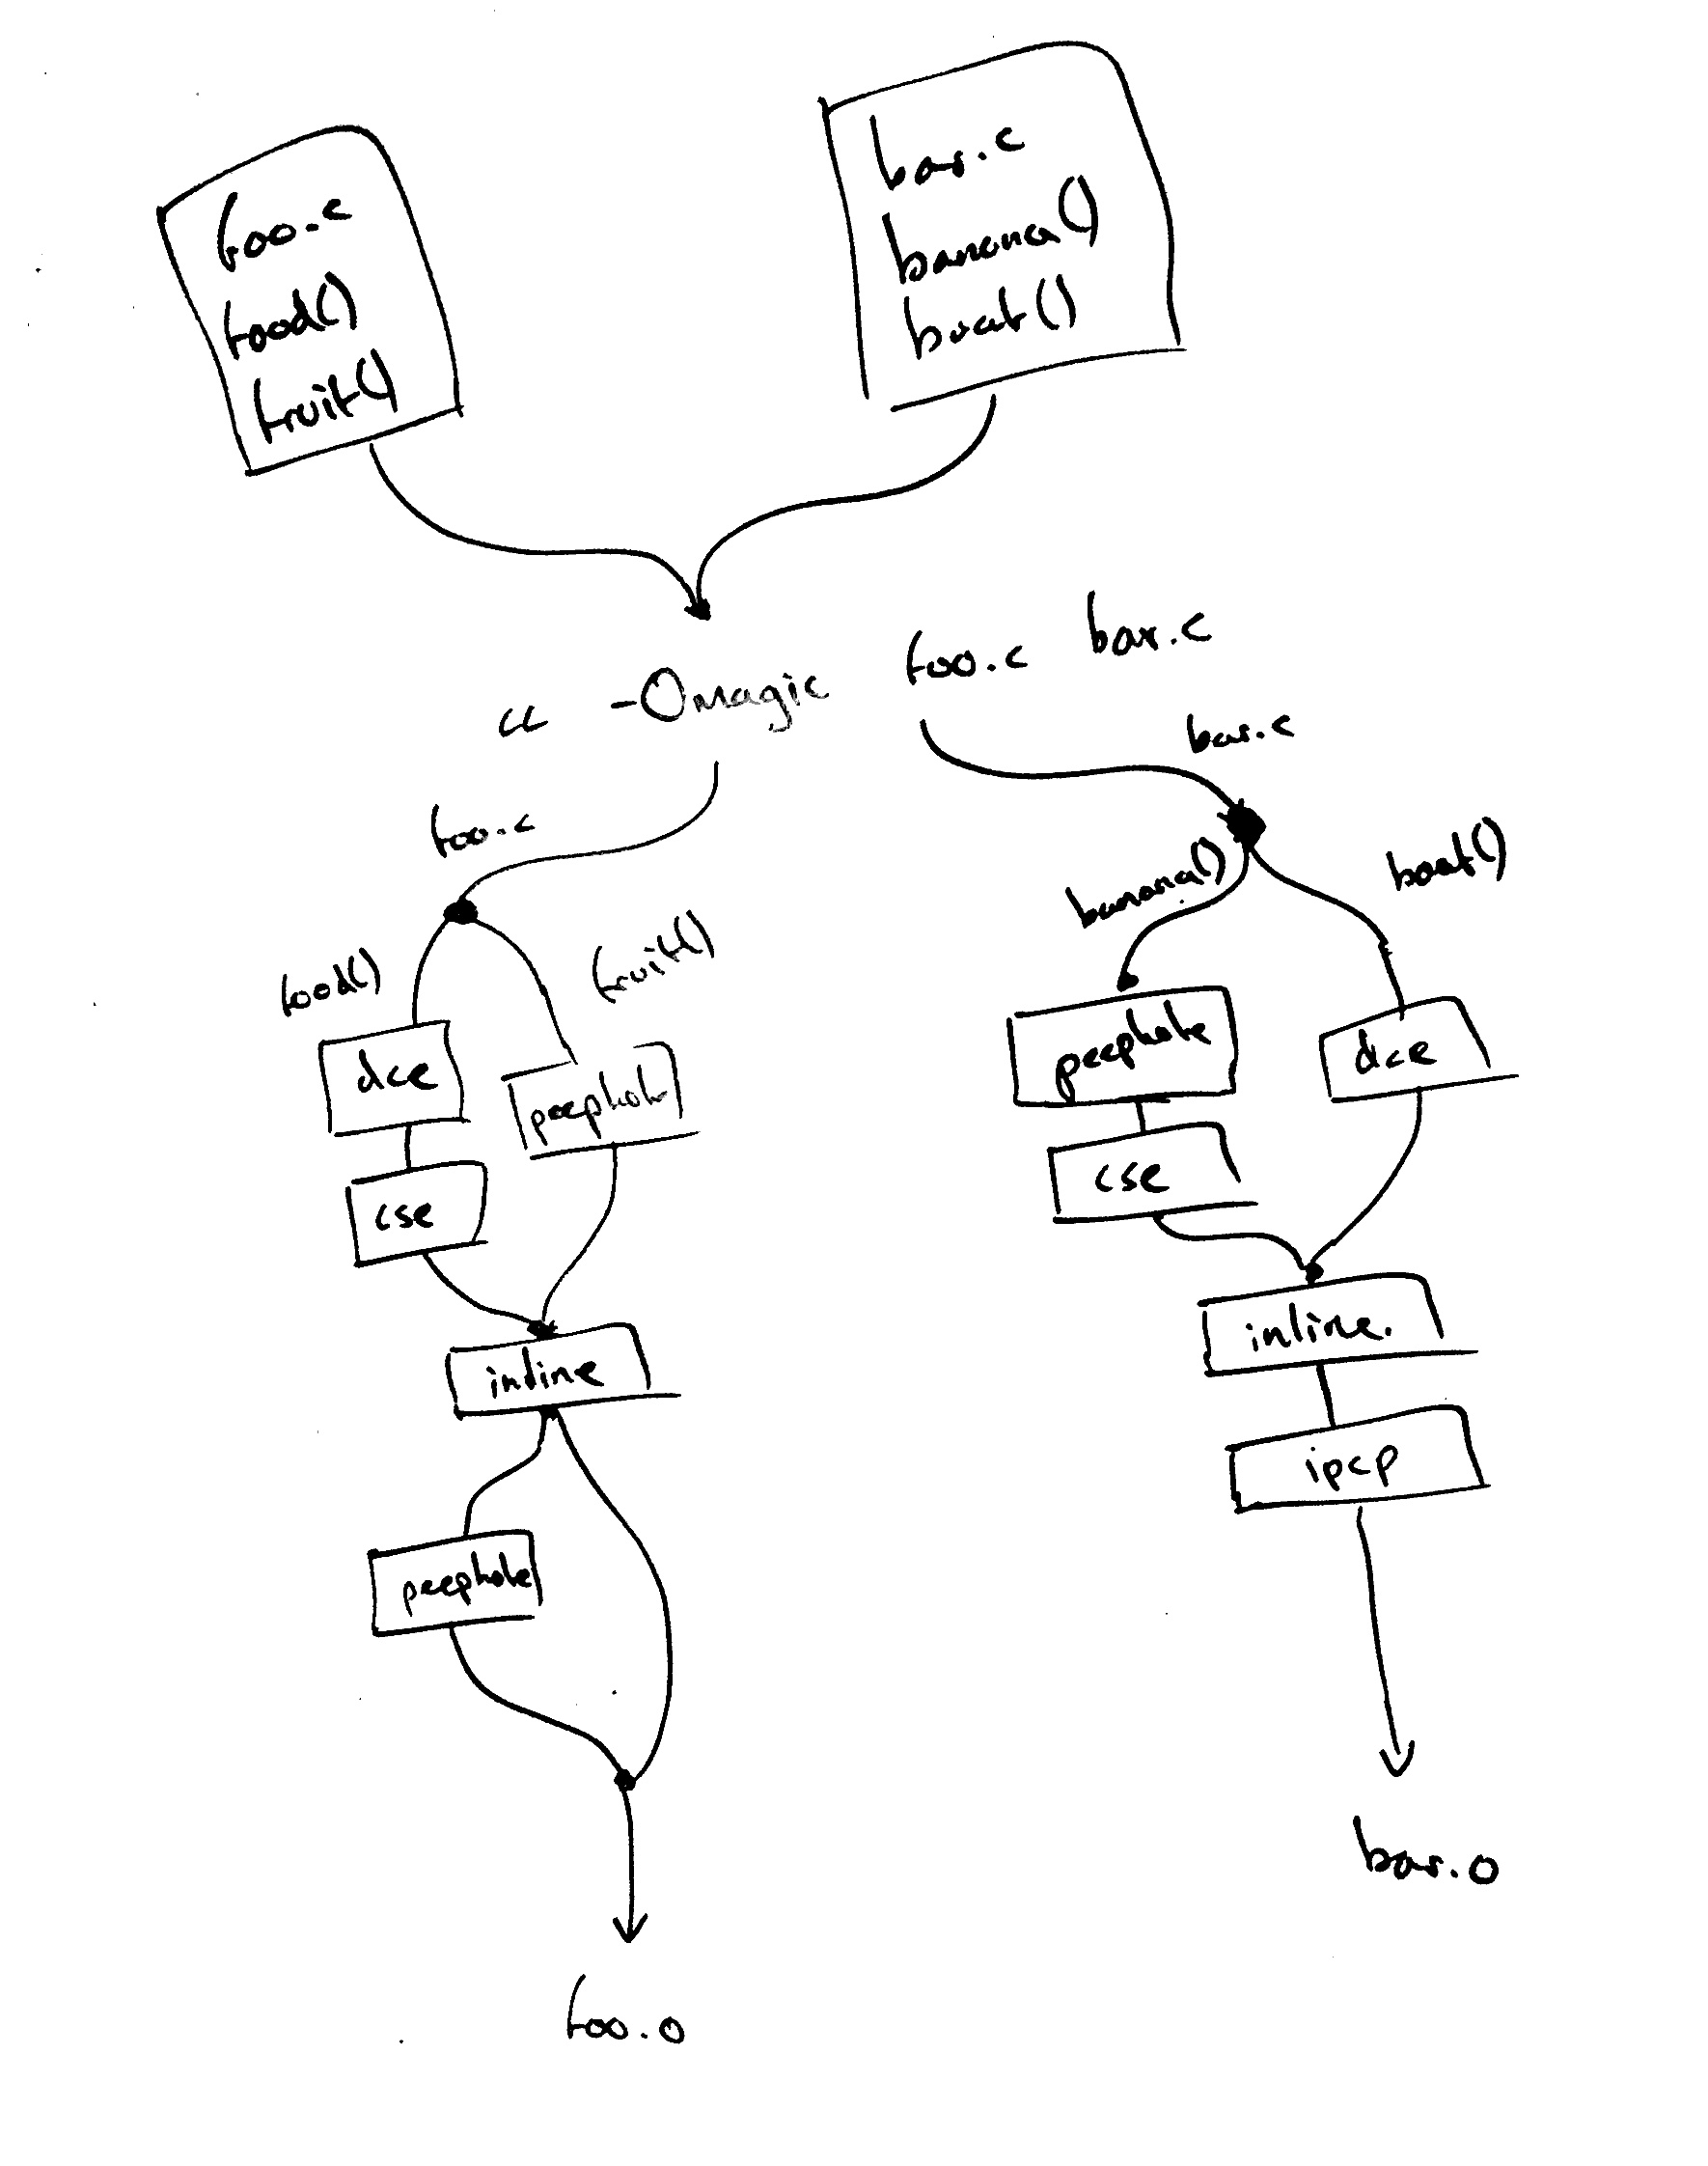 foo.c
food()
fruit()
bar.c
banana()
boat()
cc -Omagic foo.c bar.c
foo.c
bar.c
food()
fruit()
banana()
boat()
dce
peephole
peephole
dce
cse
cse
inline
inline.
peephole
ipcp
foo.o
bar.o